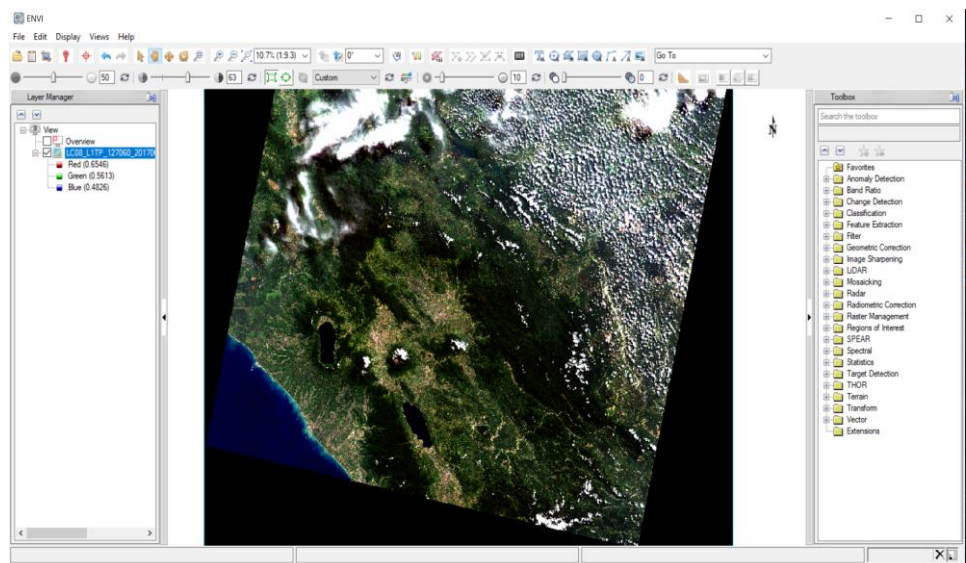 ENVI
File Edit Display Views Help
10.7% (1:9.3) 0° Go To
50 63 Custom 10 0
Layer Manager
View
Overview
LC08_L1TP_127060_20170
Red (0.6546)
Green (0.5613)
Blue (0.4826)
N
Toolbox
Search the toolbox
Favorites
Anomaly Detection
Band Ratio
Change Detection
Classification
Feature Extraction
Filter
Geometric Correction
Image Sharpening
LiDAR
Mosaicking
Radar
Radiometric Correction
Raster Management
Regions of Interest
SPEAR
Spectral
Statistics
Target Detection
THOR
Terrain
Transform
Vector
Extensions